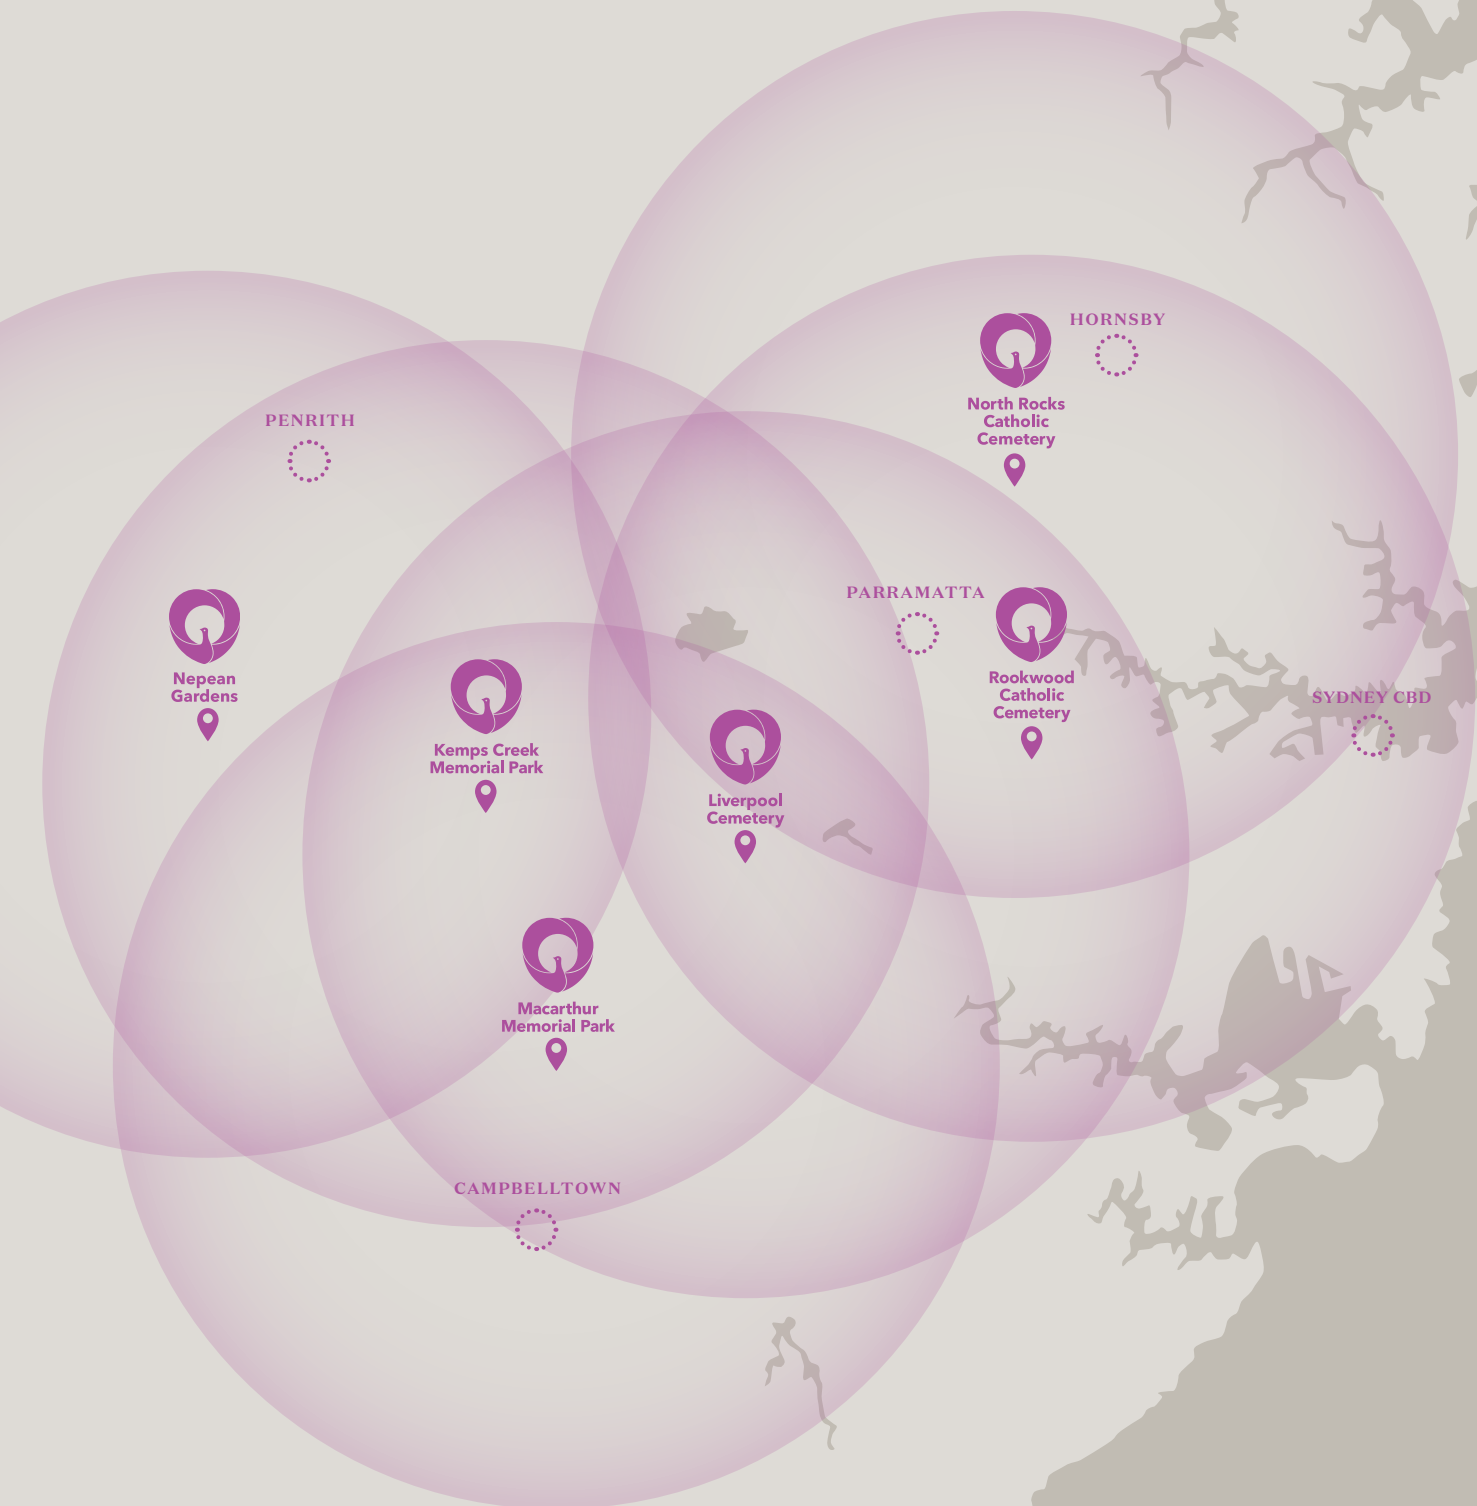 HORNSBY
North Rocks
Catholic
Cemetery
PENRITH
PARRAMATTA
Nepean
Gardens
Rookwood
Catholic
Cemetery
SYDNEY CBD
Kemps Creek
Memorial Park
Liverpool
Cemetery
Macarthur
Memorial Park
CAMPBELLTOWN